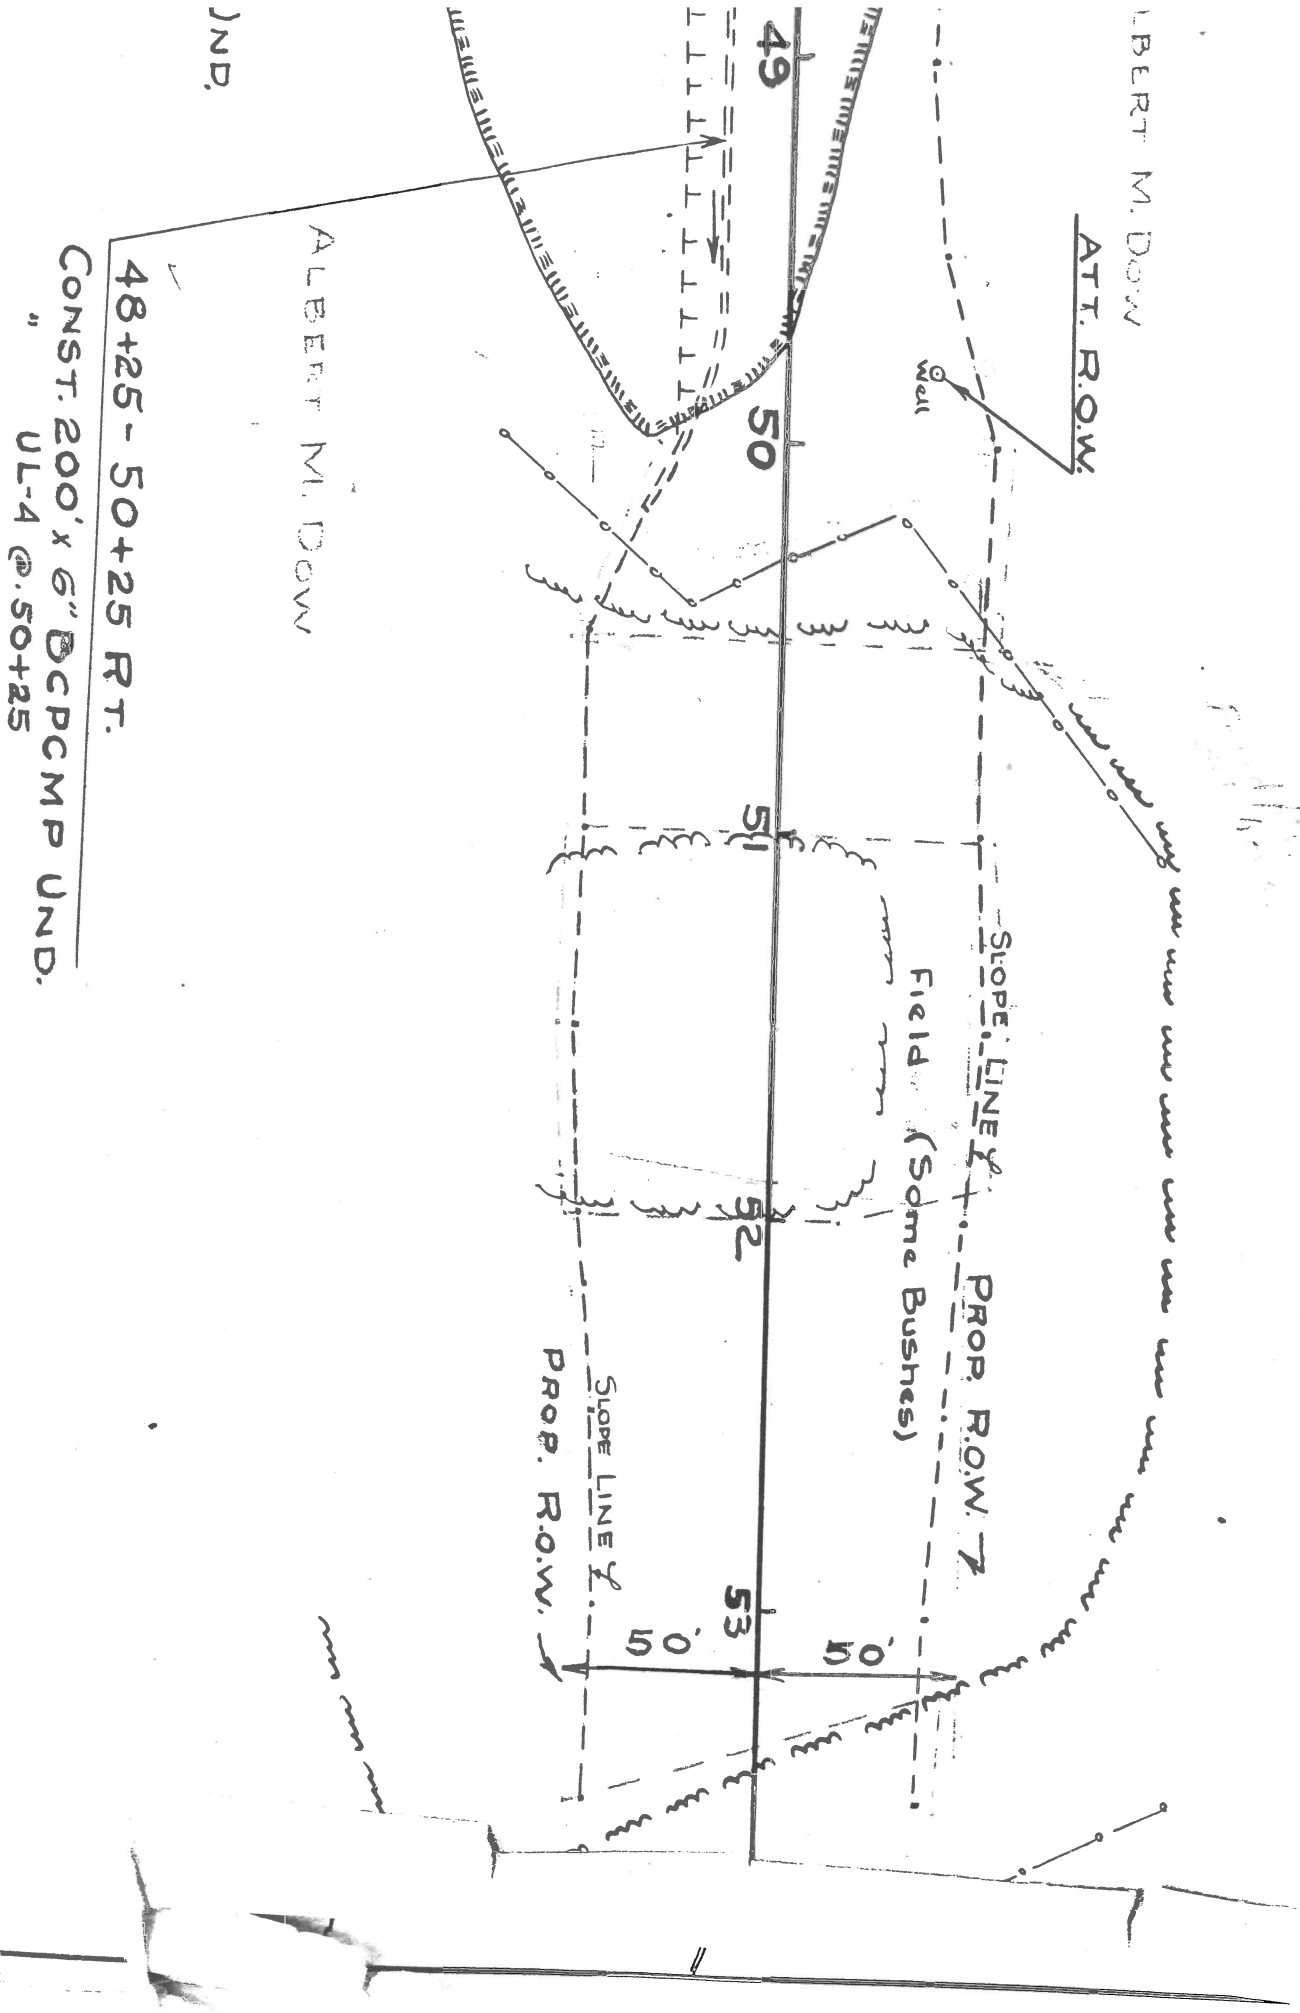 LBERT M. DOW
ATT. R.O.W.
Well
49
50
51
52
53
SLOPE LINE
Field (Some Bushes)
PROP. R.O.W.
50'
50'
SLOPE LINE
PROP. R.O.W.
ALBERT M. DOW
ND.
48+25 - 50+25 RT.
CONST. 200' x 6" BCPCMP UND.
" UL-4 @ 50+25